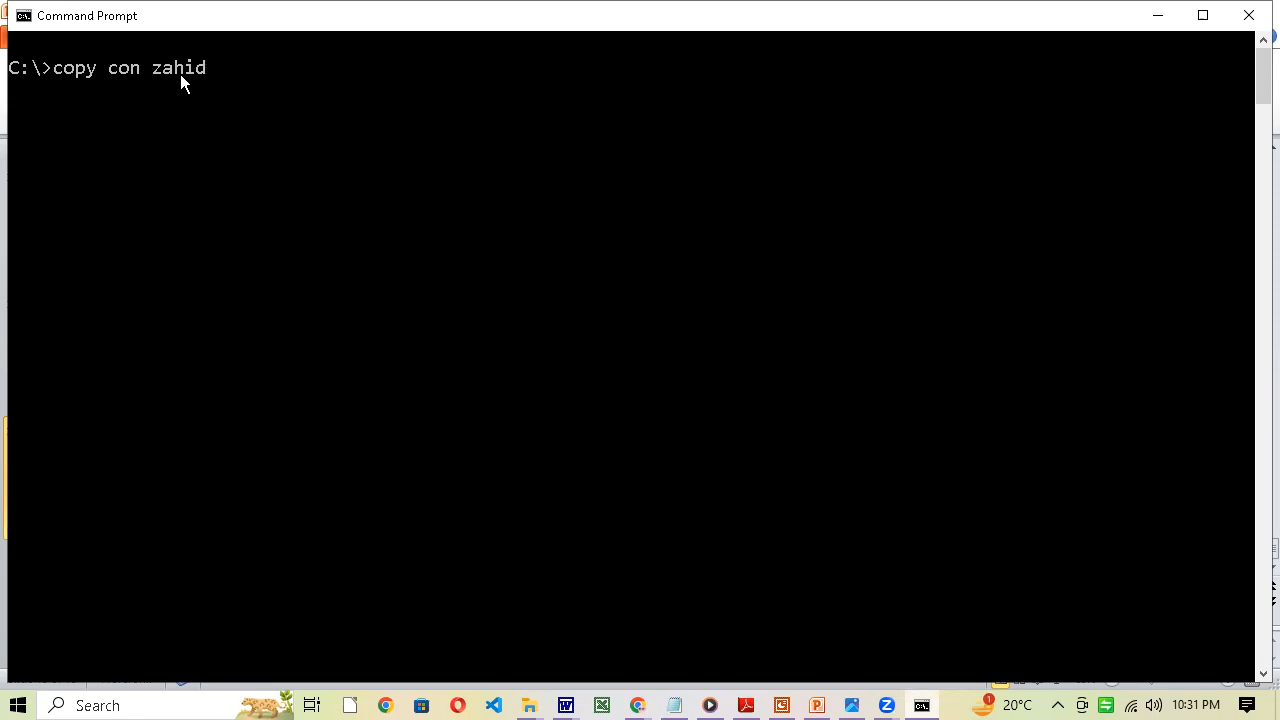 Command Prompt
C:\>copy con zahid
Search
20°C
10:31 PM